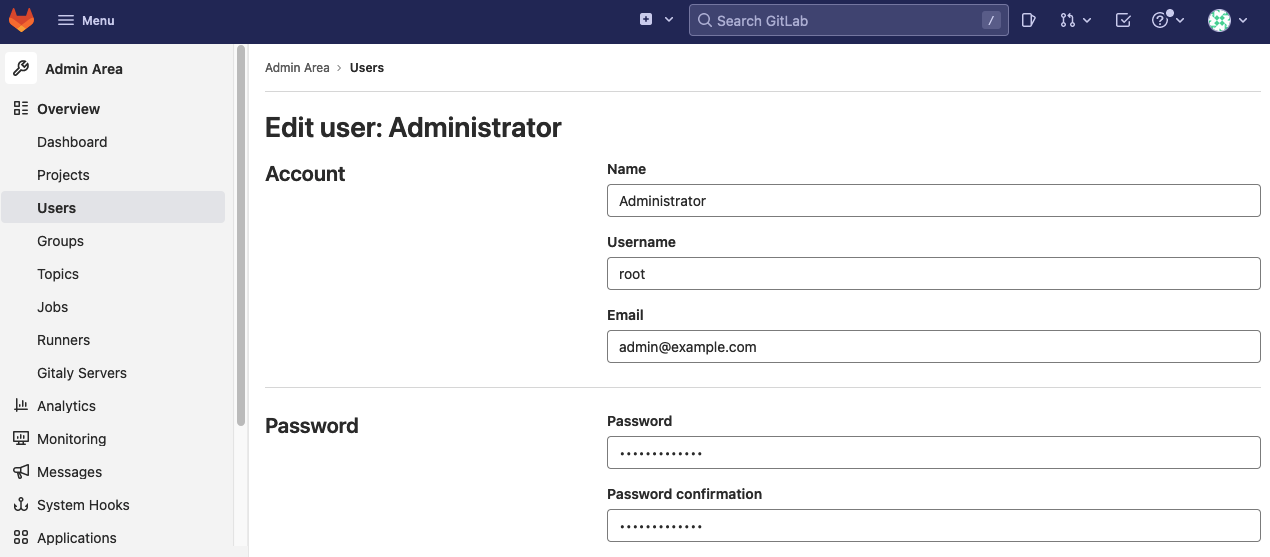 Menu
Search GitLab
/
Admin Area
Overview
Dashboard
Projects
Users
Groups
Topics
Jobs
Runners
Gitaly Servers
Analytics
Monitoring
Messages
System Hooks
Applications
Admin Area › Users
Edit user: Administrator
Account
Name
Administrator
Username
root
Email
admin@example.com
Password
Password
•••••••••••••
Password confirmation
•••••••••••••